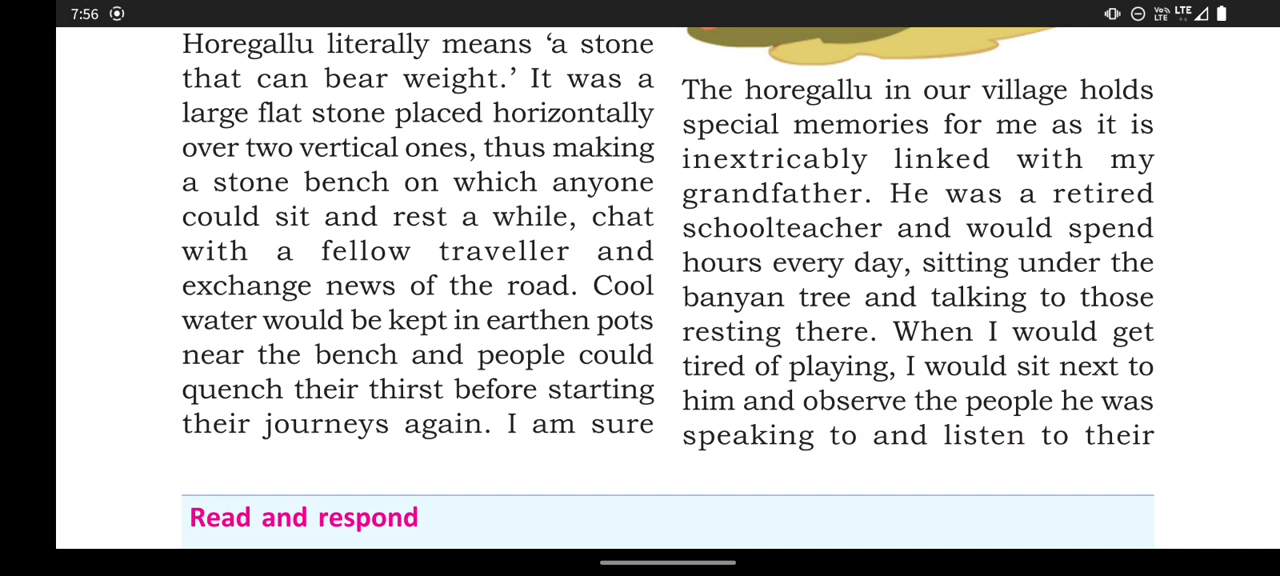 7:56
Vo)) LTE
LTE
Horegallu literally means ‘a stone
that can bear weight.’ It was a
large flat stone placed horizontally
over two vertical ones, thus making
a stone bench on which anyone
could sit and rest a while, chat
with a fellow traveller and
exchange news of the road. Cool
water would be kept in earthen pots
near the bench and people could
quench their thirst before starting
their journeys again. I am sure
The horegallu in our village holds
special memories for me as it is
inextricably linked with my
grandfather. He was a retired
schoolteacher and would spend
hours every day, sitting under the
banyan tree and talking to those
resting there. When I would get
tired of playing, I would sit next to
him and observe the people he was
speaking to and listen to their
Read and respond